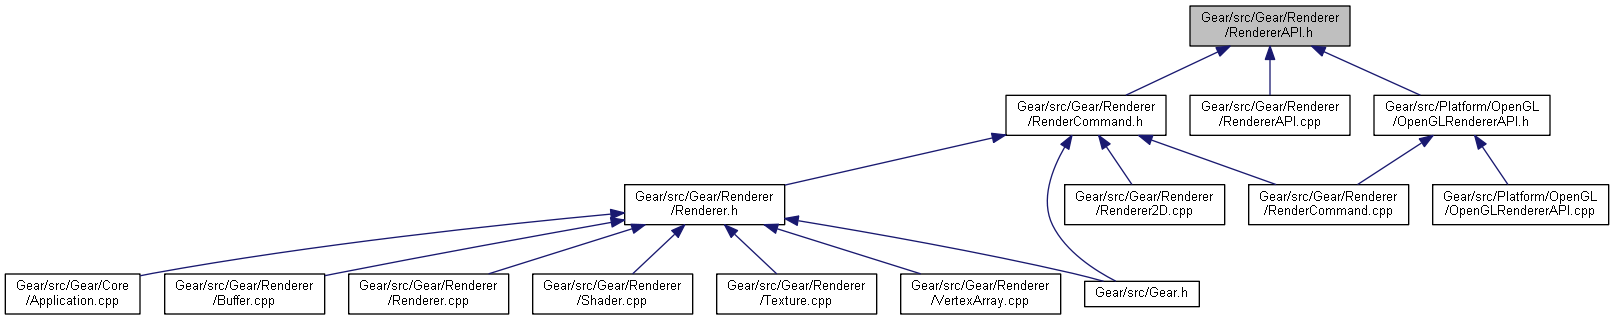 Gear/src/Gear/Renderer
/RendererAPI.h
Gear/src/Gear/Renderer
/RenderCommand.h
Gear/src/Gear/Renderer
/RendererAPI.cpp
Gear/src/Platform/OpenGL
/OpenGLRendererAPI.h
Gear/src/Gear/Renderer
/Renderer.h
Gear/src/Gear/Renderer
/Renderer2D.cpp
Gear/src/Gear/Renderer
/RenderCommand.cpp
Gear/src/Platform/OpenGL
/OpenGLRendererAPI.cpp
Gear/src/Gear/Core
/Application.cpp
Gear/src/Gear/Renderer
/Buffer.cpp
Gear/src/Gear/Renderer
/Renderer.cpp
Gear/src/Gear/Renderer
/Shader.cpp
Gear/src/Gear/Renderer
/Texture.cpp
Gear/src/Gear/Renderer
/VertexArray.cpp
Gear/src/Gear.h